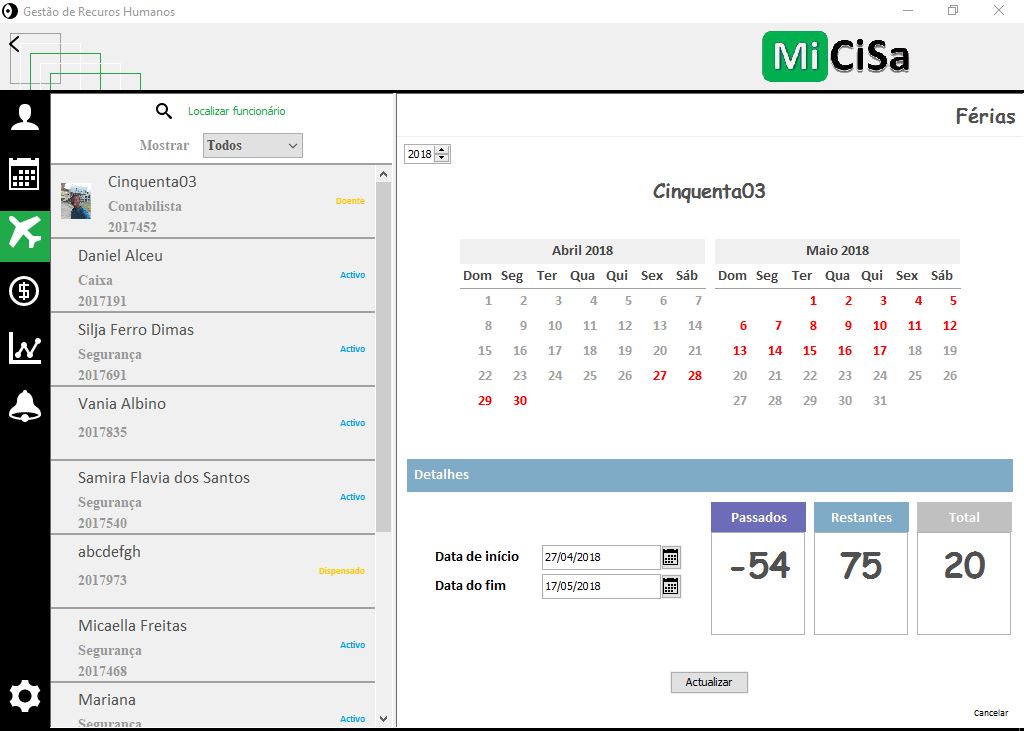 Gestão de Recuros Humanos
MiCiSa
Localizar funcionário
Mostrar Todos
Cinquenta03
Contabilista
2017452
Doente
Daniel Alceu
Caixa
2017191
Activo
Silja Ferro Dimas
Segurança
2017691
Activo
Vania Albino
2017835
Activo
Samira Flavia dos Santos
Segurança
2017540
Activo
abcdefgh
2017973
Dispensado
Micaella Freitas
Segurança
2017468
Activo
Mariana
Segurança
Activo
Férias
2018
Cinquenta03
Abril 2018
Dom Seg Ter Qua Qui Sex Sáb
1 2 3 4 5 6 7
8 9 10 11 12 13 14
15 16 17 18 19 20 21
22 23 24 25 26 27 28
29 30
Maio 2018
Dom Seg Ter Qua Qui Sex Sáb
1 2 3 4 5
6 7 8 9 10 11 12
13 14 15 16 17 18 19
20 21 22 23 24 25 26
27 28 29 30 31
Detalhes
Data de início 27/04/2018
Data do fim 17/05/2018
Passados
-54
Restantes
75
Total
20
Actualizar
Cancelar